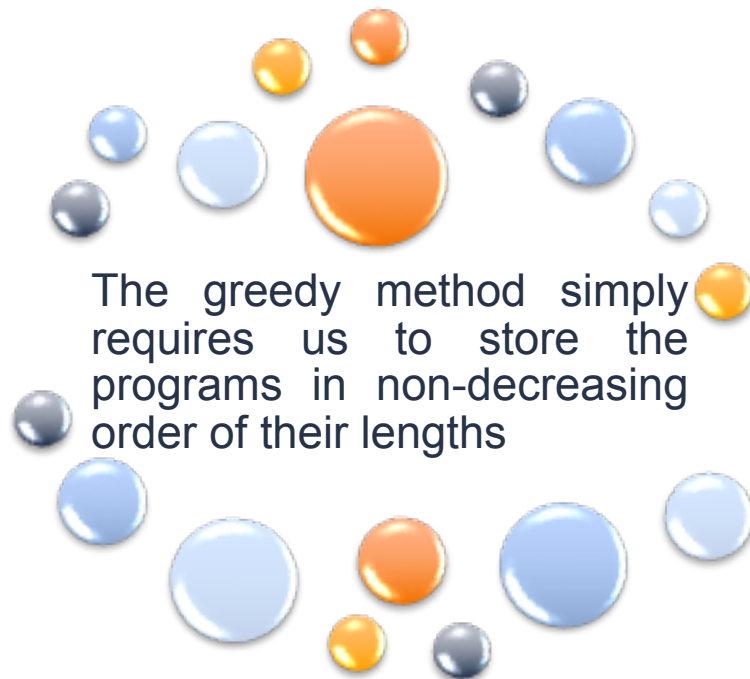 The greedy method simply
requires us to store the
programs in non-decreasing
order of their lengths